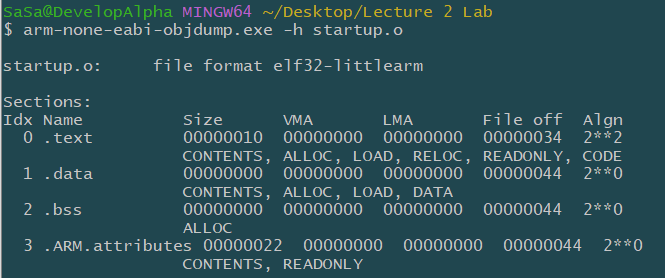 SaSa@DevelopAlpha MINGW64 ~/Desktop/Lecture 2 Lab
$ arm-none-eabi-objdump.exe -h startup.o
startup.o:     file format elf32-littlearm
Sections:
Idx Name          Size      VMA       LMA       File off  Algn
  0 .text         00000010  00000000  00000000  00000034  2**2
                  CONTENTS, ALLOC, LOAD, RELOC, READONLY, CODE
  1 .data         00000000  00000000  00000000  00000044  2**0
                  CONTENTS, ALLOC, LOAD, DATA
  2 .bss          00000000  00000000  00000000  00000044  2**0
                  ALLOC
  3 .ARM.attributes 00000022  00000000  00000000  00000044  2**0
                  CONTENTS, READONLY